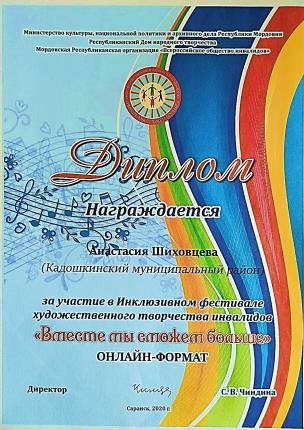 Министерство культуры, национальной политики и архивного дела Республики Мордовия
Республиканский Дом народного творчества
Мордовская Республиканская организация «Всероссийское общество инвалидов»
Диплом
Награждается
Анастасия Шиховцева
(Кадошкинский муниципальный район
за участие в Инклюзивном фестивале
художественного творчества инвалидов
«Вместе мы сможем больше»
ОНЛАЙН-ФОРМАТ
Директор С. В. Чиндина
Саранск, 2020 г.